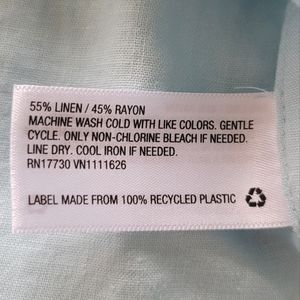 55% LINEN / 45% RAYON
MACHINE WASH COLD WITH LIKE COLORS. GENTLE
CYCLE. ONLY NON-CHLORINE BLEACH IF NEEDED.
LINE DRY. COOL IRON IF NEEDED.
RN17730 VN1111626
LABEL MADE FROM 100% RECYCLED PLASTIC